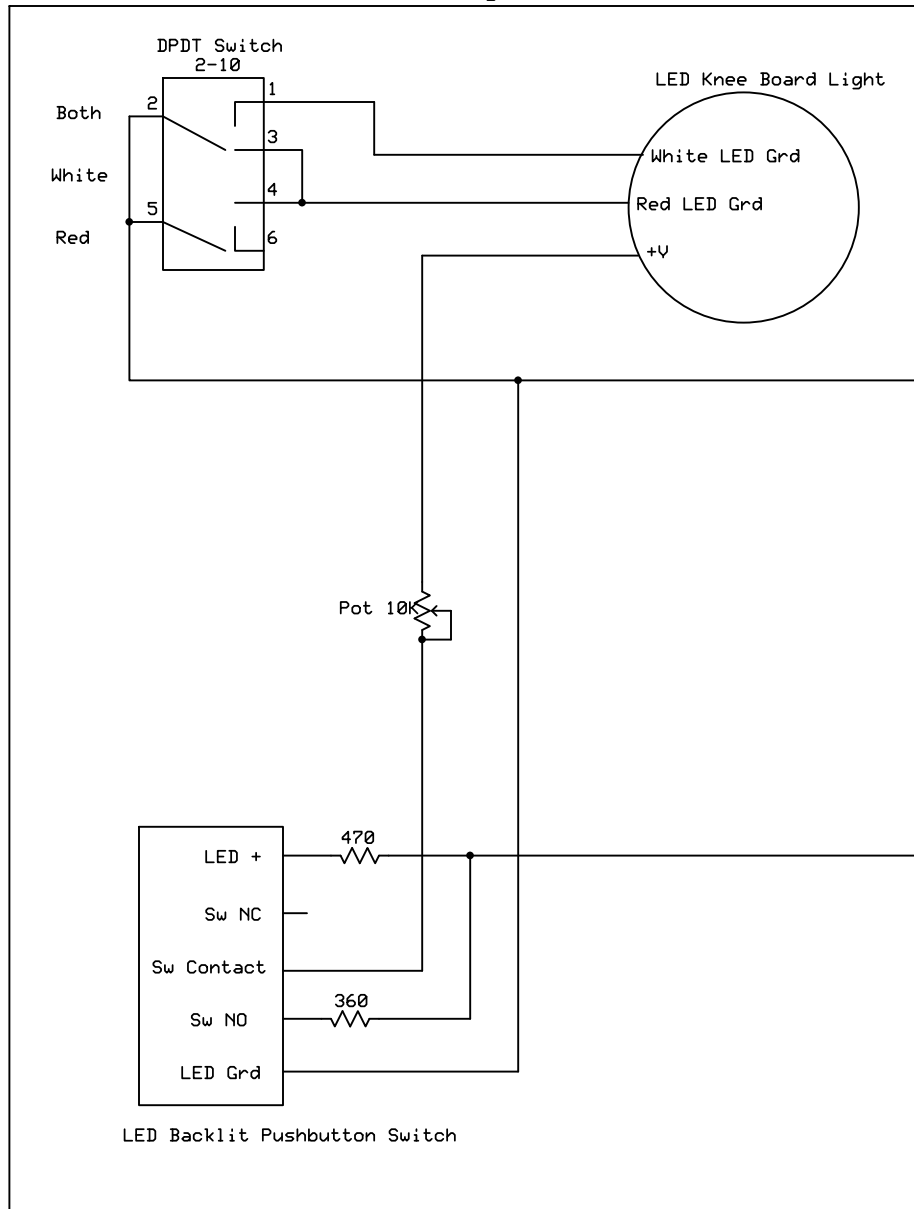 DPDT Switch
2-10
LED Knee Board Light
1
2
Both
3
White LED Grd
White
4
5
Red LED Grd
Red
6
+V
Pot 10K
470
LED +
Sw NC
Sw Contact
360
Sw NO
LED Grd
LED Backlit Pushbutton Switch